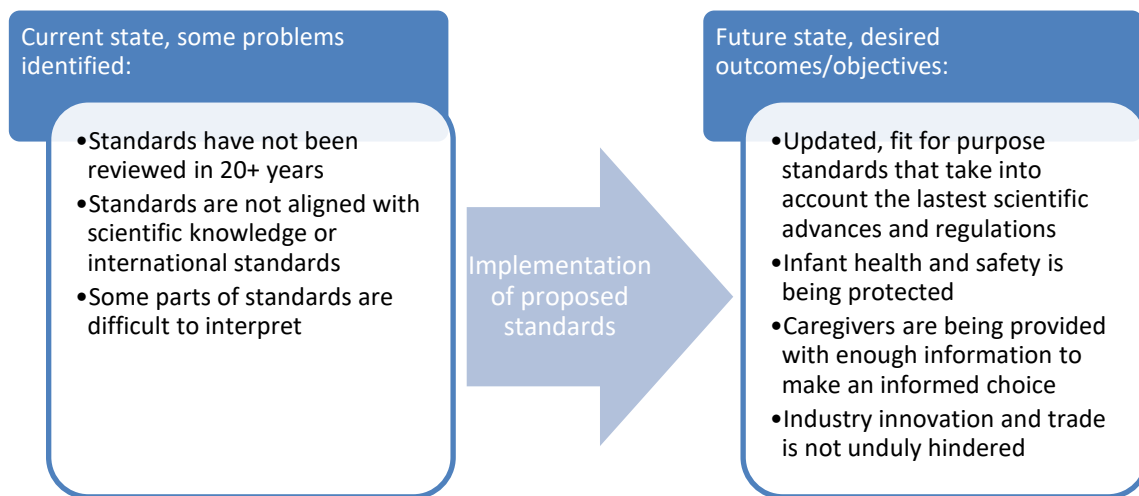 Current state, some problems
identified:
•Standards have not been
reviewed in 20+ years
•Standards are not aligned with
scientific knowledge or
international standards
•Some parts of standards are
difficult to interpret
Implementation
of proposed
standards
Future state, desired
outcomes/objectives:
•Updated, fit for purpose
standards that take into
account the lastest scientific
advances and regulations
•Infant health and safety is
being protected
•Caregivers are being provided
with enough information to
make an informed choice
•Industry innovation and trade
is not unduly hindered